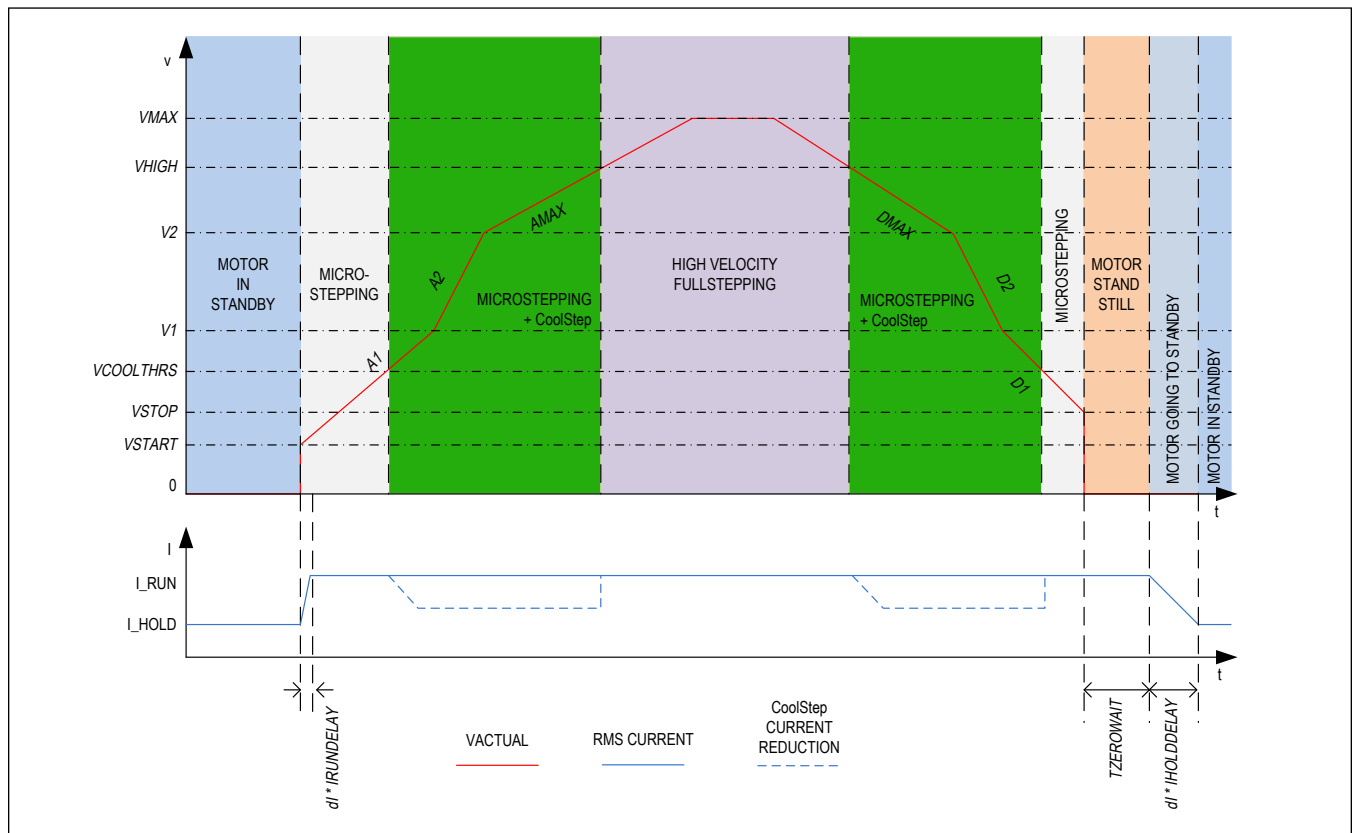 v
VMAX
VHIGH
V2
V1
VCOOLTHRS
VSTOP
VSTART
0
MOTOR
IN
STANDBY
MICRO-
STEPPING
A1
A2
AMAX
MICROSTEPPING
+ CoolStep
HIGH VELOCITY
FULLSTEPPING
DMAX
D2
D1
MICROSTEPPING
+ CoolStep
MICROSTEPPING
MOTOR
STAND
STILL
MOTOR GOING TO STANDBY
MOTOR IN STANDBY
t
I
I_RUN
I_HOLD
t
dI * IRUNDELAY
TZEROWAIT
dI * IHOLDDELAY
VACTUAL
RMS CURRENT
CoolStep
CURRENT
REDUCTION